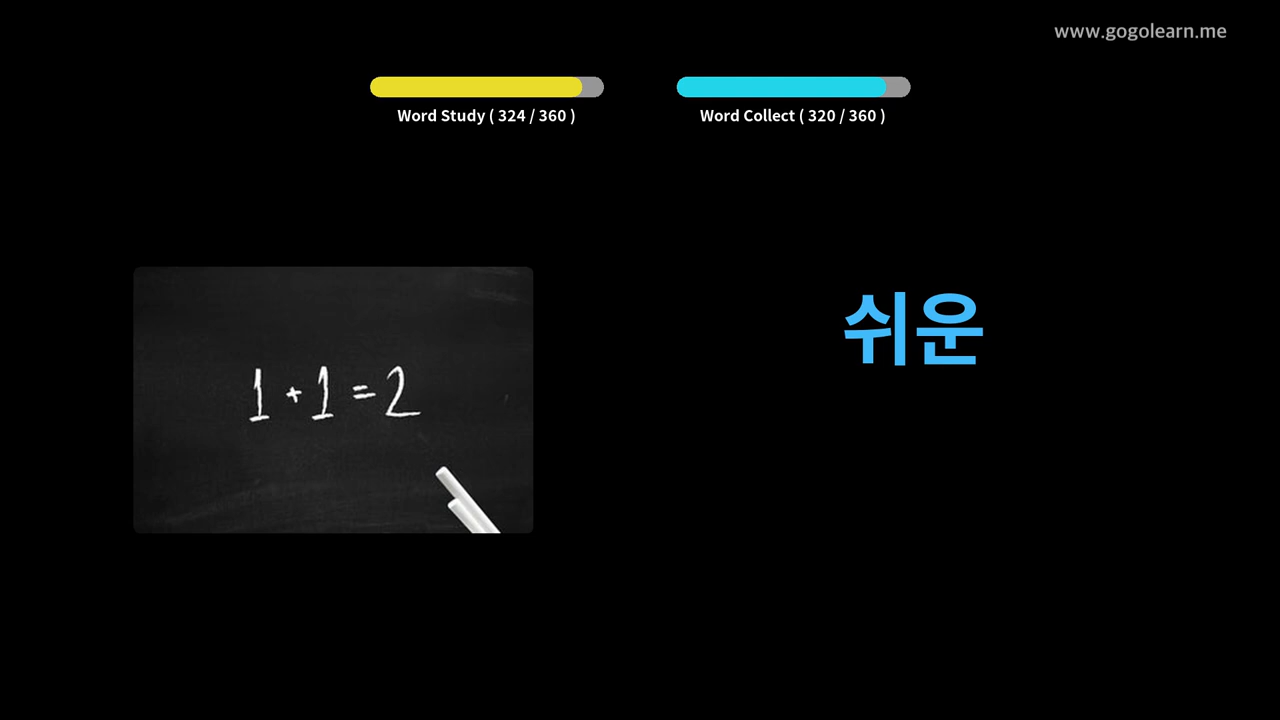 www.gogolearn.me
Word Study ( 324 / 360 )
Word Collect ( 320 / 360 )
1 + 1 = 2
쉬운